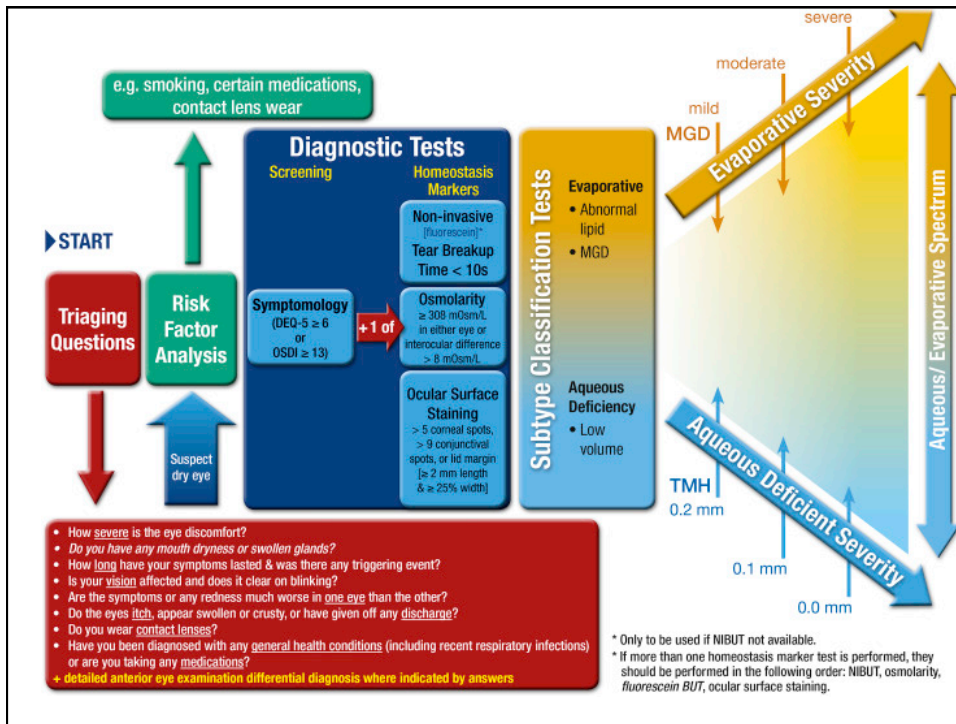 e.g. smoking, certain medications,
contact lens wear
START
Triaging
Questions
Risk
Factor
Analysis
Suspect
dry eye
Diagnostic Tests
Screening
Homeostasis
Markers
Symptomology
(DEQ-5 ≥ 6
or
OSDI ≥ 13)
+1 of
Non-invasive
[fluorescein]*
Tear Breakup
Time < 10s
Osmolarity
≥ 308 mOsm/L
in either eye or
interocular difference
> 8 mOsm/L
Ocular Surface
Staining
> 5 corneal spots,
> 9 conjunctival
spots, or lid margin
[≥ 2 mm length
& ≥ 25% width]
Subtype Classification Tests
Evaporative
• Abnormal
lipid
• MGD
Aqueous
Deficiency
• Low
volume
severe
moderate
mild
MGD
Evaporative Severity
Aqueous/ Evaporative Spectrum
Aqueous Deficient Severity
TMH
0.2 mm
0.1 mm
0.0 mm
• How severe is the eye discomfort?
• Do you have any mouth dryness or swollen glands?
• How long have your symptoms lasted & was there any triggering event?
• Is your vision affected and does it clear on blinking?
• Are the symptoms or any redness much worse in one eye than the other?
• Do the eyes itch, appear swollen or crusty, or have given off any discharge?
• Do you wear contact lenses?
• Have you been diagnosed with any general health conditions (including recent respiratory infections)
or are you taking any medications?
+ detailed anterior eye examination differential diagnosis where indicated by answers
* Only to be used if NIBUT not available.
* If more than one homeostasis marker test is performed, they
should be performed in the following order: NIBUT, osmolarity,
fluorescein BUT, ocular surface staining.